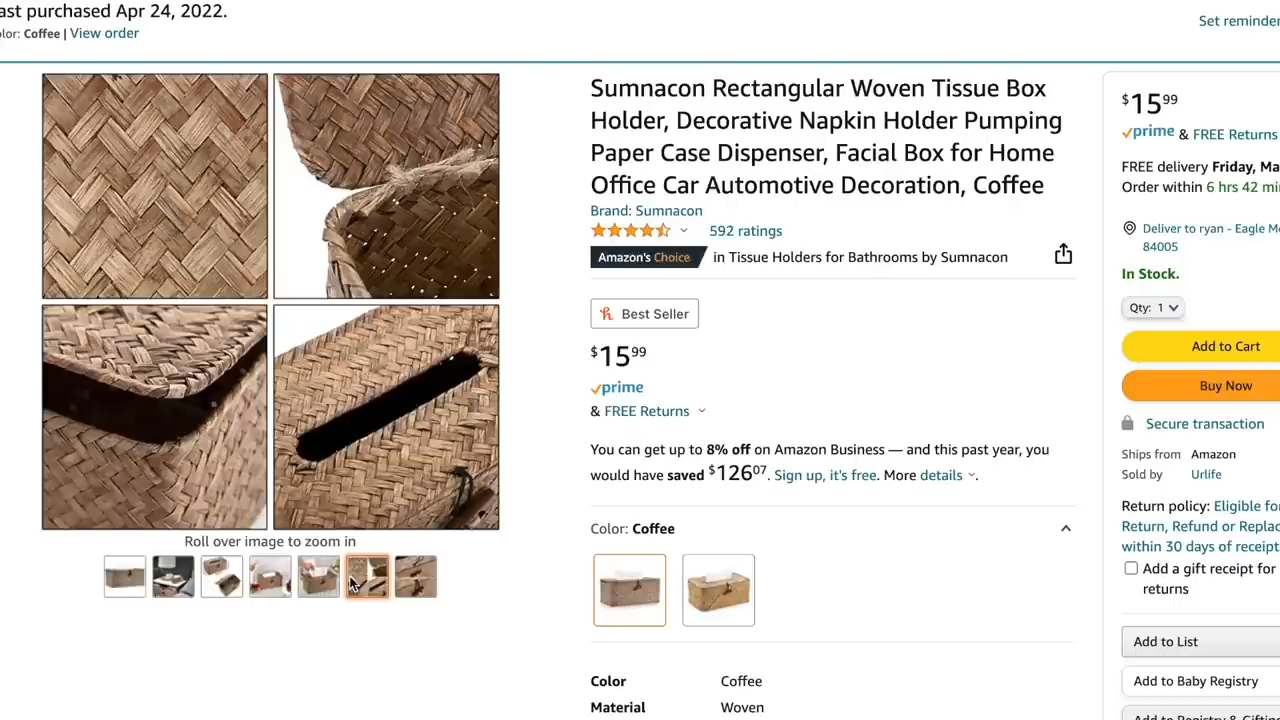 ast purchased Apr 24, 2022.
olor: Coffee | View order
Set reminder
Sumnacon Rectangular Woven Tissue Box
Holder, Decorative Napkin Holder Pumping
Paper Case Dispenser, Facial Box for Home
Office Car Automotive Decoration, Coffee
Brand: Sumnacon
592 ratings
Amazon's Choice in Tissue Holders for Bathrooms by Sumnacon
Best Seller
$15 99
prime
& FREE Returns
You can get up to 8% off on Amazon Business — and this past year, you
would have saved $126 07. Sign up, it's free. More details
Color: Coffee
Color Coffee
Material Woven
Roll over image to zoom in
$15 99
prime & FREE Returns
FREE delivery Friday, Ma
Order within 6 hrs 42 mi
Deliver to ryan - Eagle M
84005
In Stock.
Qty: 1
Add to Cart
Buy Now
Secure transaction
Ships from Amazon
Sold by Urlife
Return policy: Eligible fo
Return, Refund or Replac
within 30 days of receipt
Add a gift receipt for
returns
Add to List
Add to Baby Registry
Add to Registry & Gifting